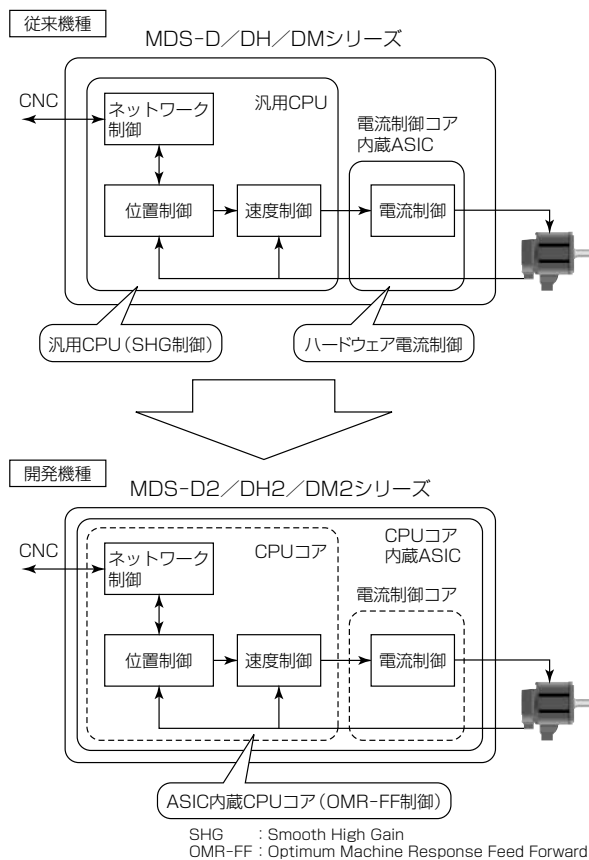 従来機種
MDS-D／DH／DMシリーズ
CNC
汎用CPU
ネットワーク
制御
電流制御コア
内蔵ASIC
位置制御
速度制御
電流制御
汎用CPU（SHG制御）
ハードウェア電流制御
開発機種
MDS-D2／DH2／DM2シリーズ
CNC
CPUコア
CPUコア
内蔵ASIC
ネットワーク
制御
電流制御コア
位置制御
速度制御
電流制御
ASIC内蔵CPUコア（OMR-FF制御）
SHG ：Smooth High Gain
OMR-FF：Optimum Machine Response Feed Forward